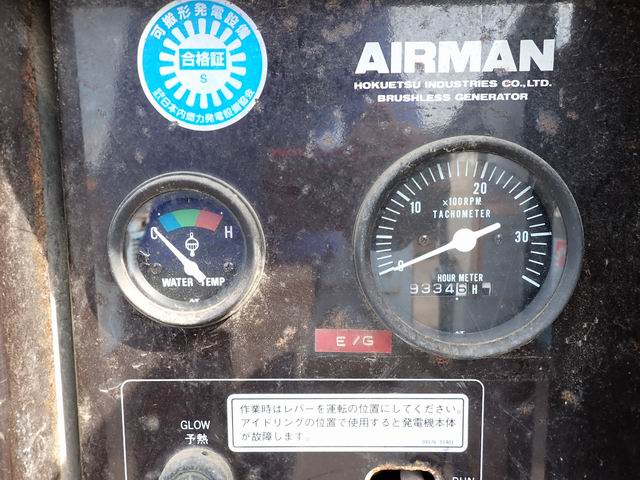 可搬形発電設備
合格証
S
日本内燃力発電設備協会
AIRMAN
HOKUETSU INDUSTRIES CO.,LTD.
BRUSHLESS GENERATOR
C H
WATER TEMP
0 10 20 30
×100RPM
TACHOMETER
HOUR METER
93346 H
E/G
作業時はレバーを運転の位置にしてください。
アイドリングの位置で使用すると発電機本体
が故障します。
GLOW
予熱
RUN